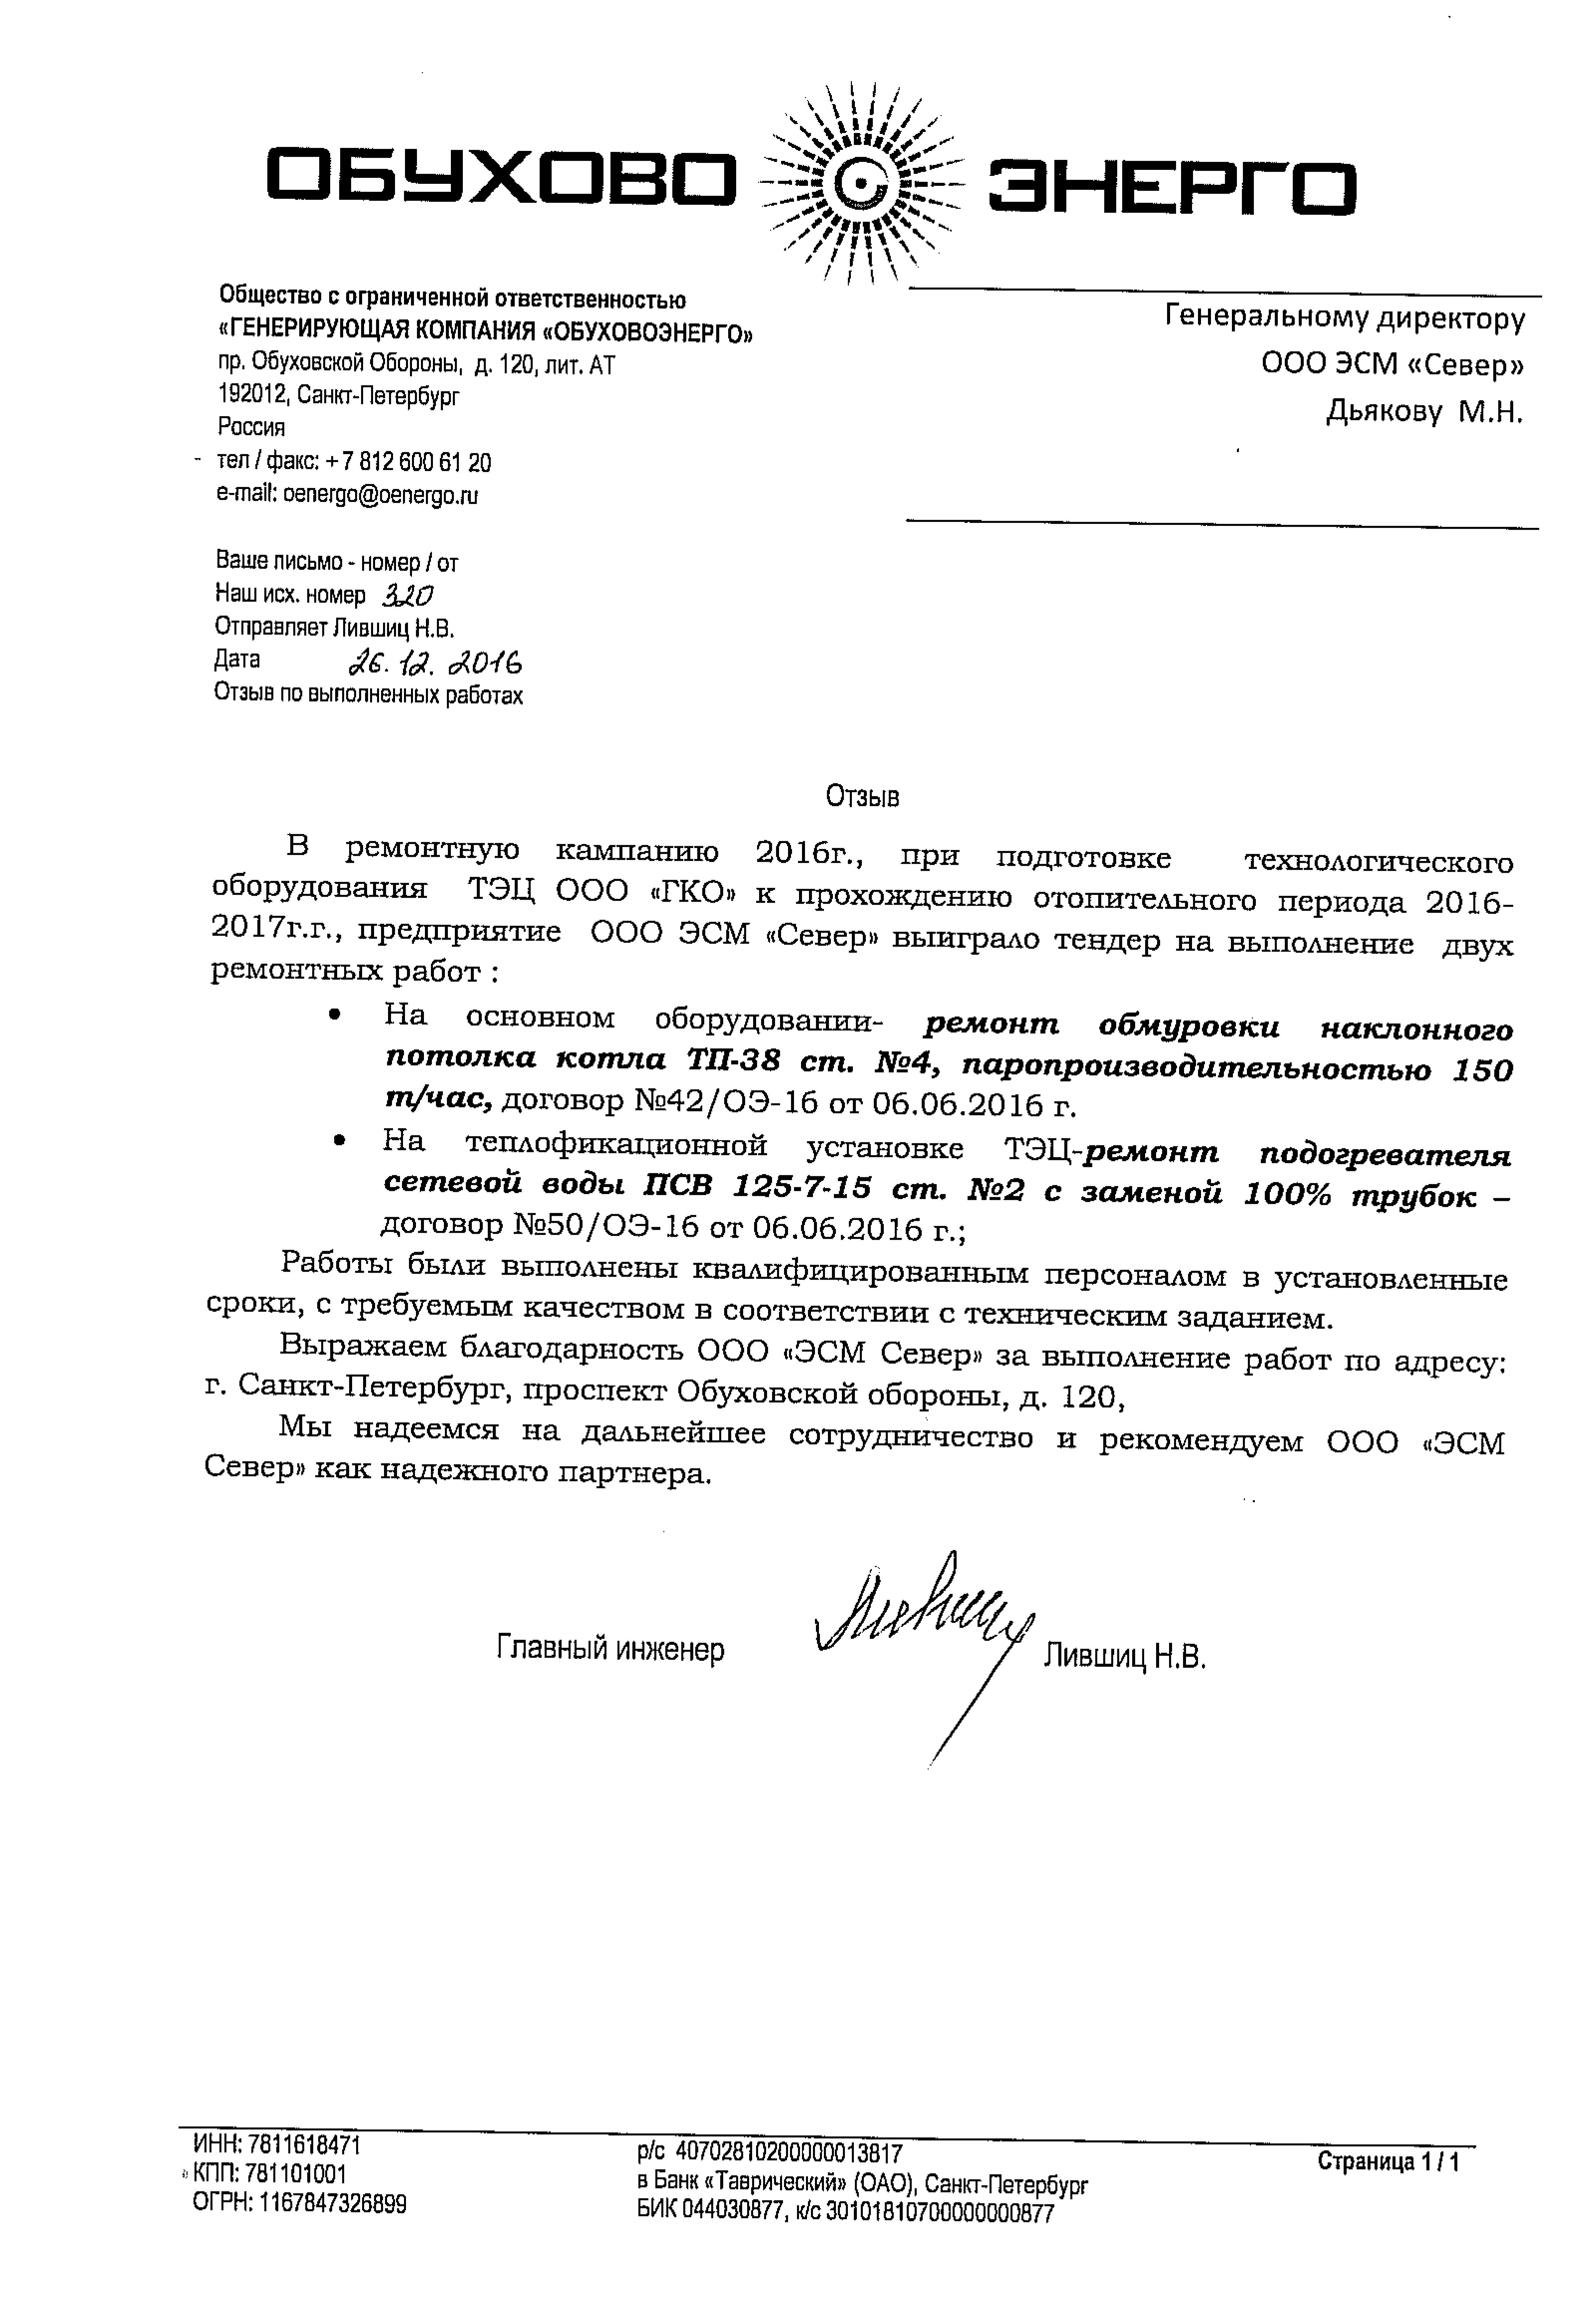 ОБУХОВО ЭНЕРГО
Общество с ограниченной ответственностью
«ГЕНЕРИРУЮЩАЯ КОМПАНИЯ «ОБУХОВОЭНЕРГО»
пр. Обуховской Обороны, д. 120, лит. АТ
192012, Санкт-Петербург
Россия
тел / факс: +7 812 600 61 20
e-mail: oenergo@oenergo.ru
Генеральному директору
ООО ЭСМ «Север»
Дьякову М.Н.
Ваше письмо - номер / от
Наш исх. номер 320
Отправляет Лившиц Н.В.
Дата 26.12.2016
Отзыв по выполненных работах
Отзыв
В ремонтную кампанию 2016г., при подготовке технологического
оборудования ТЭЦ ООО «ГКО» к прохождению отопительного периода 2016-
2017г.г., предприятие ООО ЭСМ «Север» выиграло тендер на выполнение двух
ремонтных работ :
• На основном оборудовании- ремонт обмуровки наклонного
потолка котла ТП-38 ст. №4, паропроизводительностью 150
т/час, договор №42/ОЭ-16 от 06.06.2016 г.
• На теплофикационной установке ТЭЦ-ремонт подогревателя
сетевой воды ПСВ 125-7-15 ст. №2 с заменой 100% трубок –
договор №50/ОЭ-16 от 06.06.2016 г.;
Работы были выполнены квалифицированным персоналом в установленные
сроки, с требуемым качеством в соответствии с техническим заданием.
Выражаем благодарность ООО «ЭСМ Север» за выполнение работ по адресу:
г. Санкт-Петербург, проспект Обуховской обороны, д. 120,
Мы надеемся на дальнейшее сотрудничество и рекомендуем ООО «ЭСМ
Север» как надежного партнера.
Главный инженер Лившиц Лившиц Н.В.
ИНН: 7811618471
КПП: 781101001
ОГРН: 1167847326899
р/с 40702810200000013817
в Банк «Таврический» (ОАО), Санкт-Петербург
БИК 044030877, к/с 30101810700000000877
Страница 1 / 1